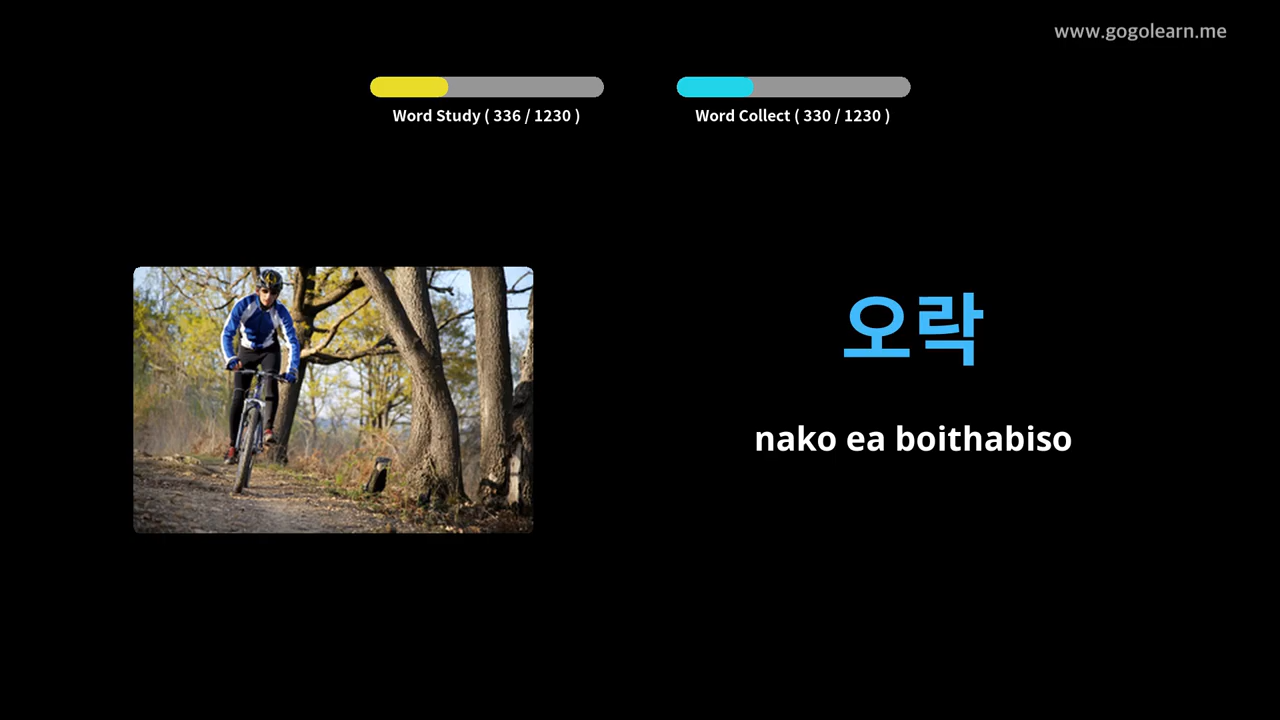 www.gogolearn.me
Word Study ( 336 / 1230 )
Word Collect ( 330 / 1230 )
오락
nako ea boithabiso